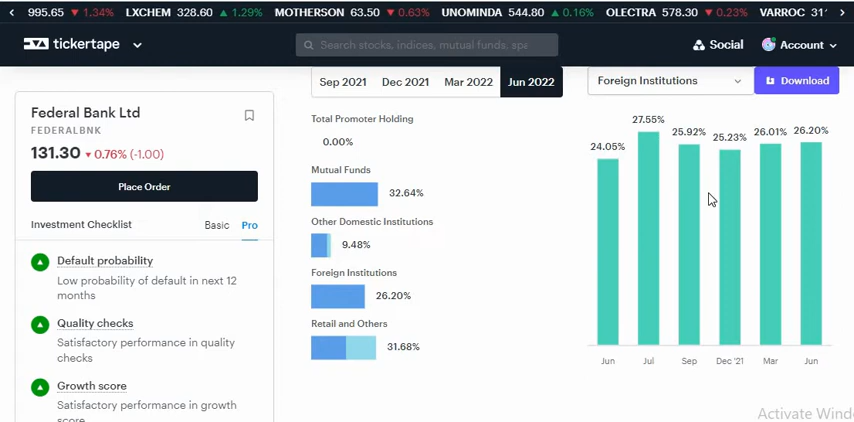 995.65 ▼ 1.34% LXCHEM 328.60 ▲ 1.29% MOTHERSON 63.50 ▼ 0.63% UNOMINDA 544.80 ▲ 0.16% OLECTRA 578.30 ▼ 0.23% VARROC
tickertape Search stocks, indices, mutual funds, Social Account
Federal Bank Ltd
FEDERALBNK
131.30 ▼ 0.76% (-1.00)
Place Order
Investment Checklist Basic Pro
Default probability
Low probability of default in next 12
months
Quality checks
Satisfactory performance in quality
checks
Growth score
Satisfactory performance in growth
score
Sep 2021 Dec 2021 Mar 2022 Jun 2022
Total Promoter Holding
0.00%
Mutual Funds
32.64%
Other Domestic Institutions
9.48%
Foreign Institutions
26.20%
Retail and Others
31.68%
Foreign Institutions Download
24.05% 27.55% 25.92% 25.23% 26.01% 26.20%
Jun Jul Sep Dec '21 Mar Jun
Activate